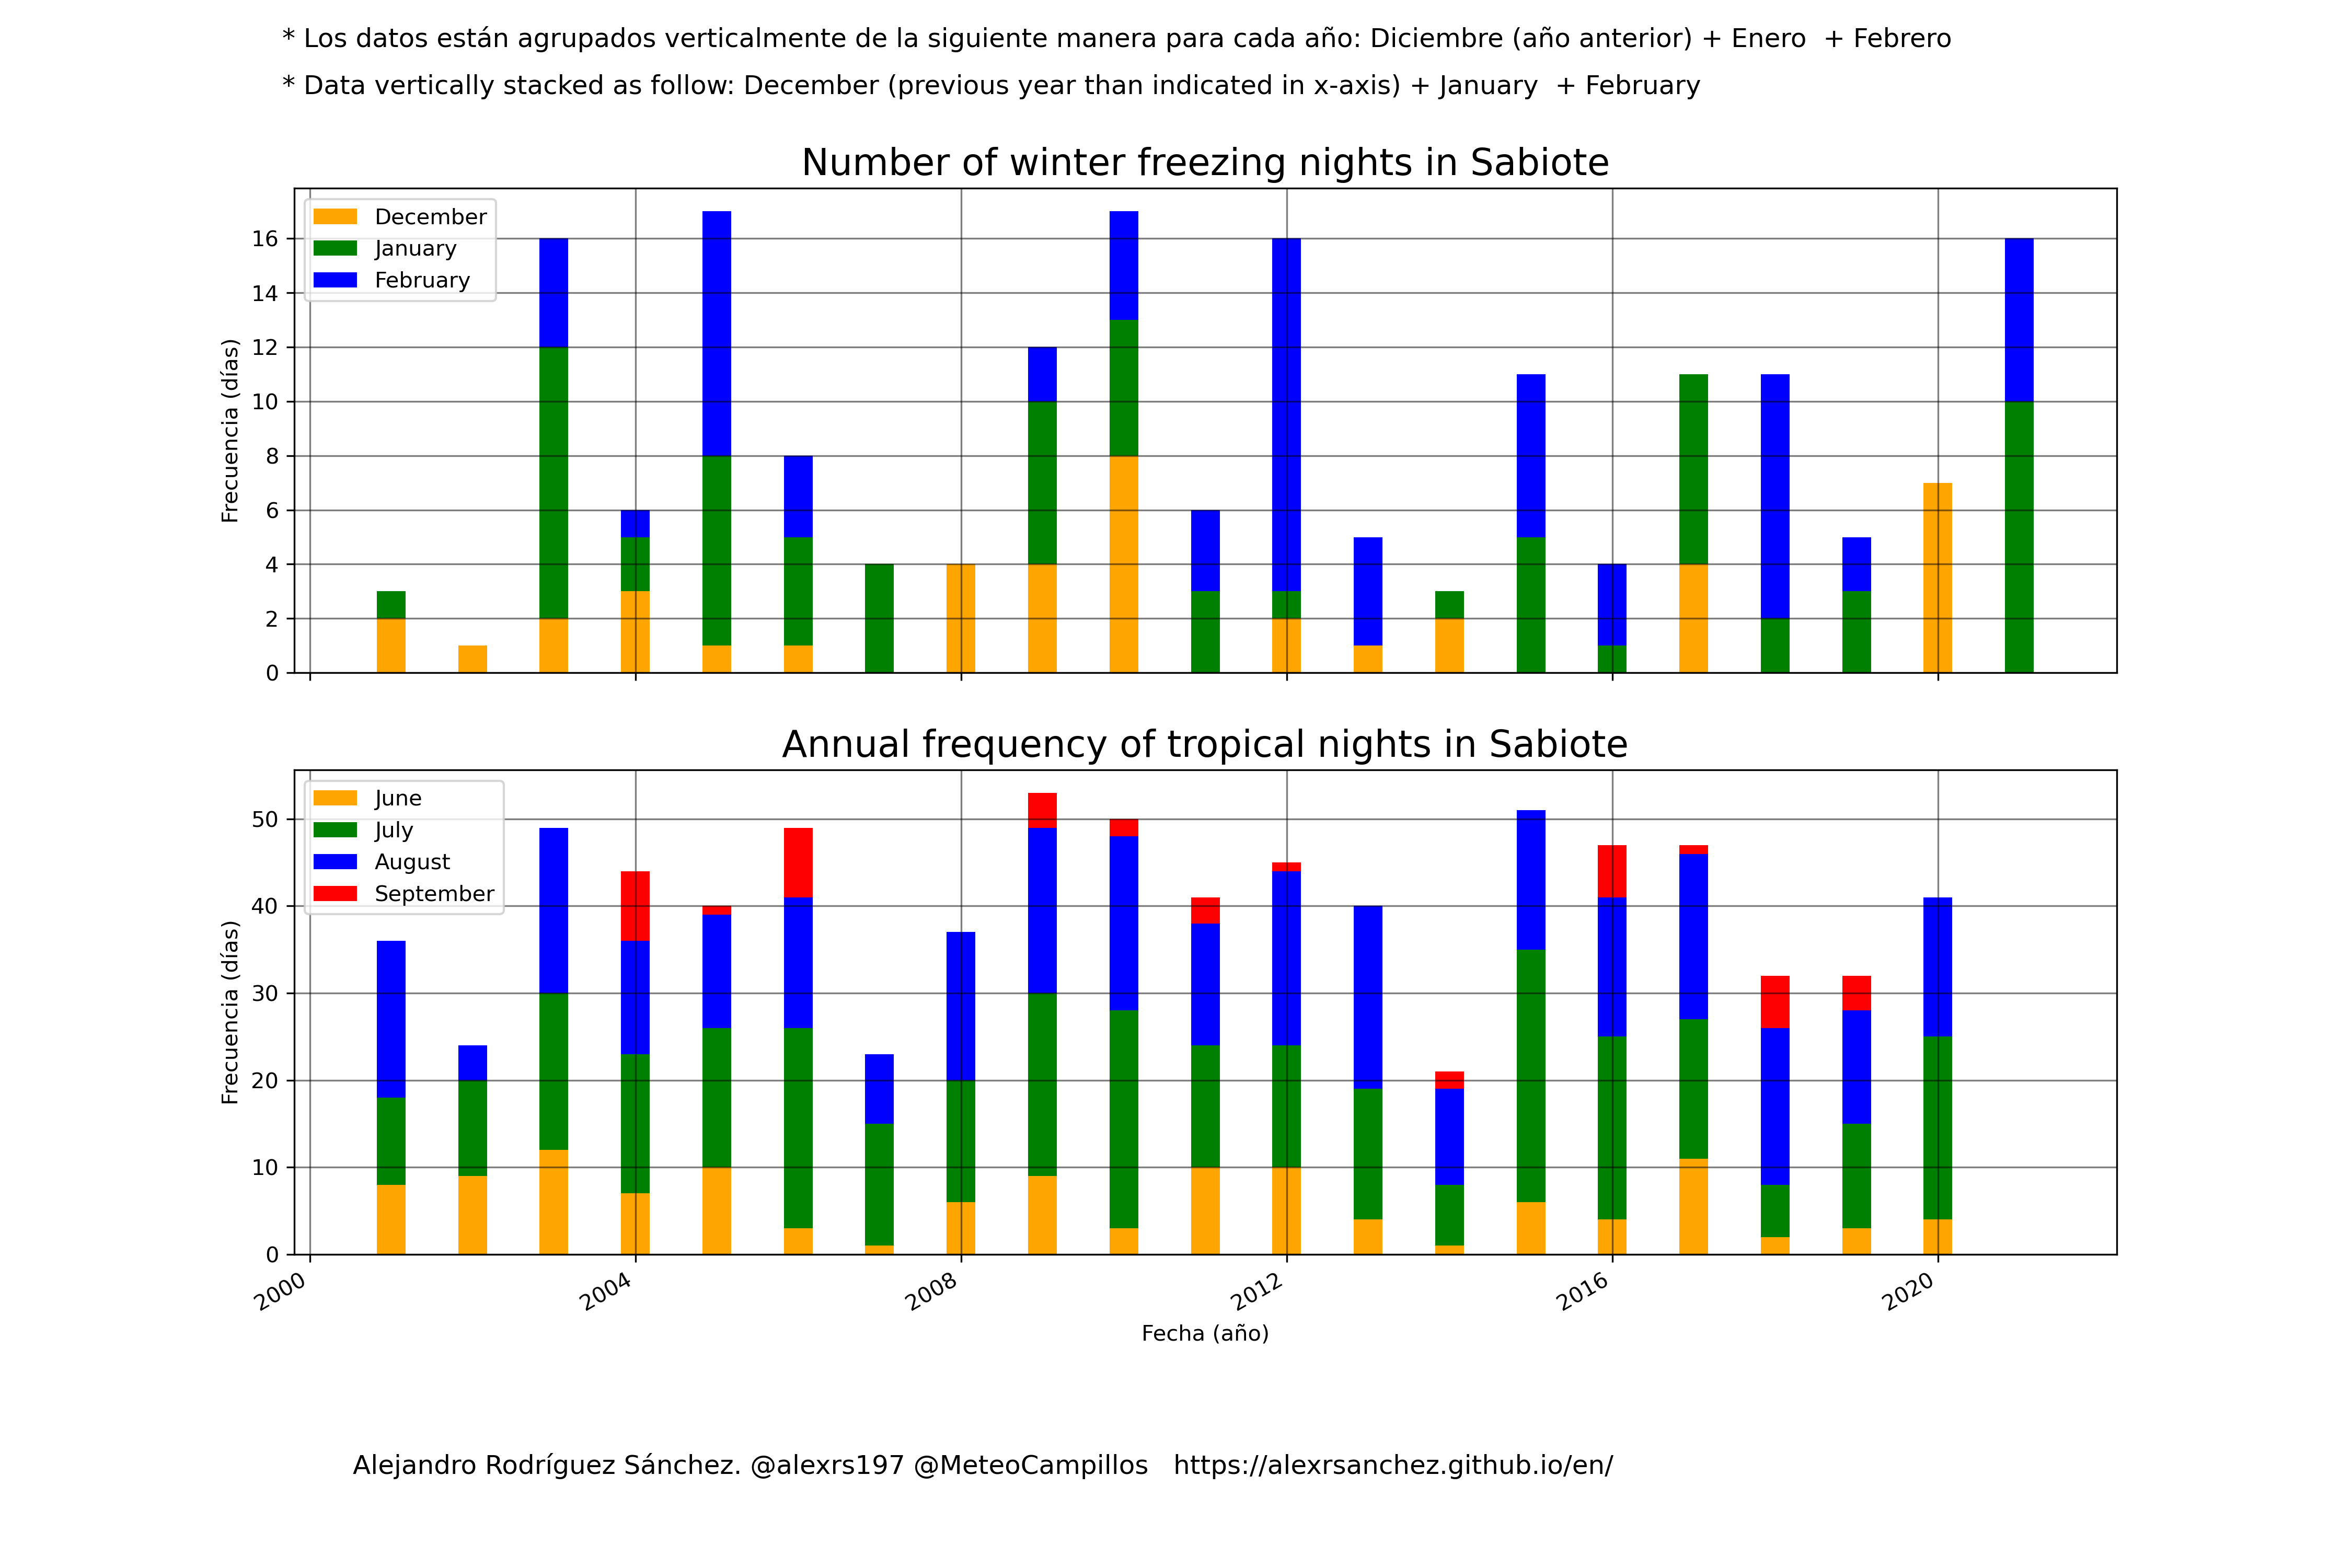 * Los datos están agrupados verticalmente de la siguiente manera para cada año: Diciembre (año anterior) + Enero  + Febrero
* Data vertically stacked as follow: December (previous year than indicated in x-axis) + January  + February
Number of winter freezing nights in Sabiote
December
January
February
Frecuencia (días)
16
14
12
10
8
6
4
2
0
Annual frequency of tropical nights in Sabiote
June
July
August
September
Frecuencia (días)
50
40
30
20
10
0
2000 2004 2008 2012 2016 2020
Fecha (año)
Alejandro Rodríguez Sánchez. @alexrs197 @MeteoCampillos   https://alexrsanchez.github.io/en/